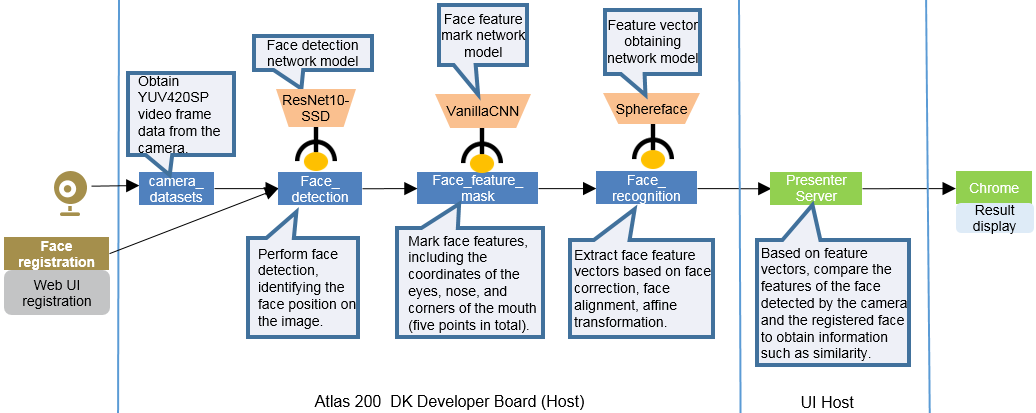 Face feature
mark network
model
Feature vector
obtaining
network model
Face detection
network model
Obtain
YUV420SP
video frame
data from the
camera.
ResNet10-
SSD
VanillaCNN
Sphereface
camera_
datasets
Face_
detection
Face_feature_
mask
Face_
recognition
Presenter
Server
Chrome
Result
display
Face
registration
Web UI
registration
Perform face
detection,
identifying the
face position on
the image.
Mark face features,
including the
coordinates of the
eyes, nose, and
corners of the mouth
(five points in total).
Extract face feature
vectors based on face
correction, face
alignment, affine
transformation.
Based on feature
vectors, compare the
features of the face
detected by the camera
and the registered face
to obtain information
such as similarity.
Atlas 200 DK Developer Board (Host)
UI Host